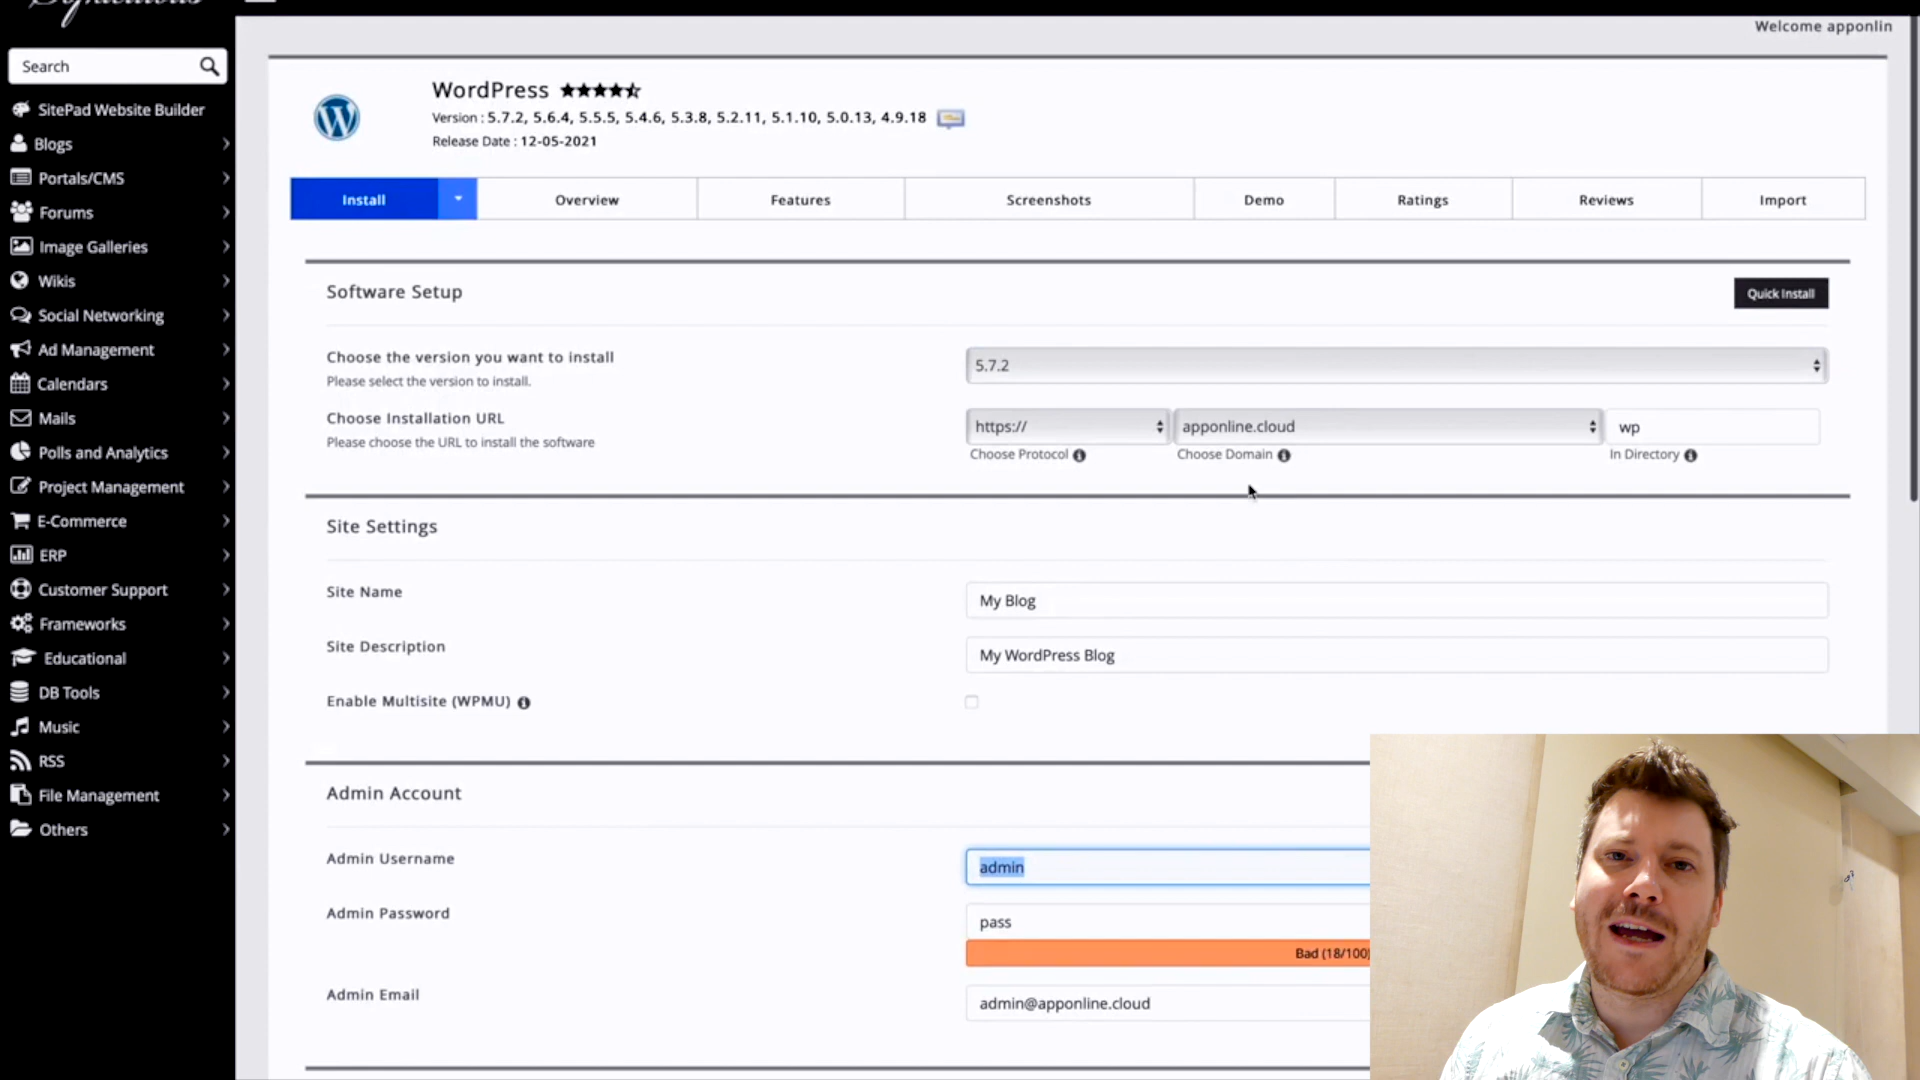 Welcome apponlin
Search
SitePad Website Builder
Blogs
Portals/CMS
Forums
Image Galleries
Wikis
Social Networking
Ad Management
Calendars
Mails
Polls and Analytics
Project Management
E-Commerce
ERP
Customer Support
Frameworks
Educational
DB Tools
Music
RSS
File Management
Others
WordPress
Version : 5.7.2, 5.6.4, 5.5.5, 5.4.6, 5.3.8, 5.2.11, 5.1.10, 5.0.13, 4.9.18
Release Date : 12-05-2021
Install Overview Features Screenshots Demo Ratings Reviews Import
Software Setup
Quick Install
Choose the version you want to install
Please select the version to install.
5.7.2
Choose Installation URL
Please choose the URL to install the software
https:// apponline.cloud wp
Choose Protocol Choose Domain In Directory
Site Settings
Site Name
My Blog
Site Description
My WordPress Blog
Enable Multisite (WPMU)
Admin Account
Admin Username
admin
Admin Password
pass
Bad (18/100)
Admin Email
admin@apponline.cloud